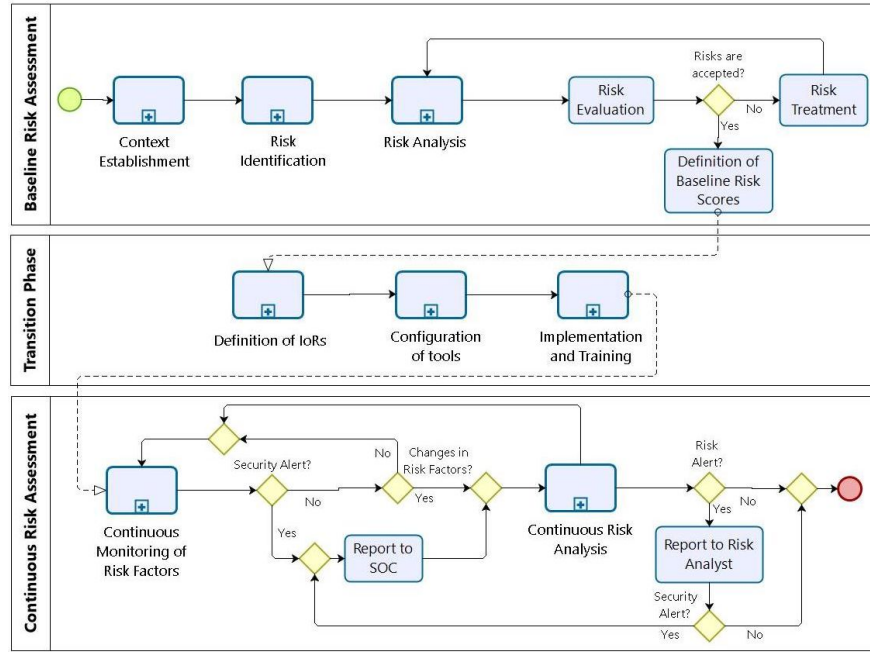 Baseline Risk Assessment
Context
Establishment
Risk
Identification
Risk Analysis
Risk
Evaluation
Risks are
accepted?
No
Yes
Risk
Treatment
Definition of
Baseline Risk
Scores
Transition Phase
Definition of IoRs
Configuration
of tools
Implementation
and Training
Continuous Risk Assessment
Continuous
Monitoring of
Risk Factors
Security Alert?
No
Yes
No
Changes in
Risk Factors?
Yes
Report to
SOC
Continuous Risk
Analysis
Risk
Alert?
No
Yes
Report to Risk
Analyst
Security
Alert?
Yes
No